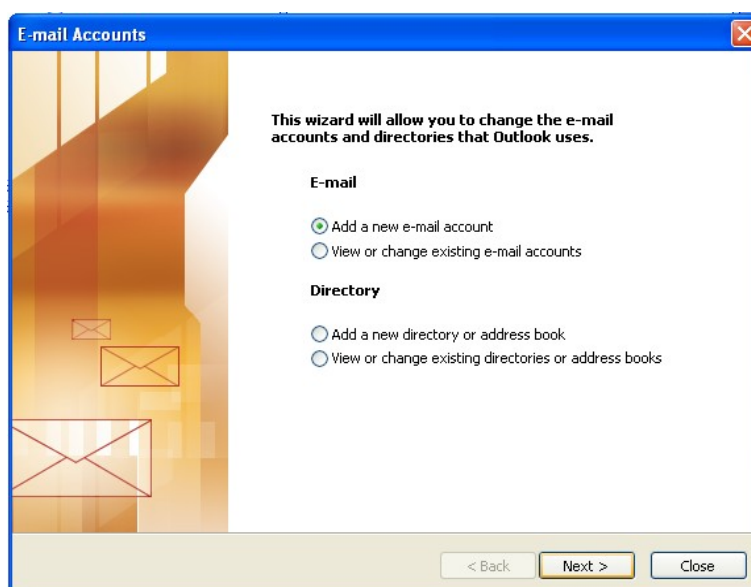 E-mail Accounts
This wizard will allow you to change the e-mail
accounts and directories that Outlook uses.
E-mail
Add a new e-mail account
View or change existing e-mail accounts
Directory
Add a new directory or address book
View or change existing directories or address books
< Back Next > Close